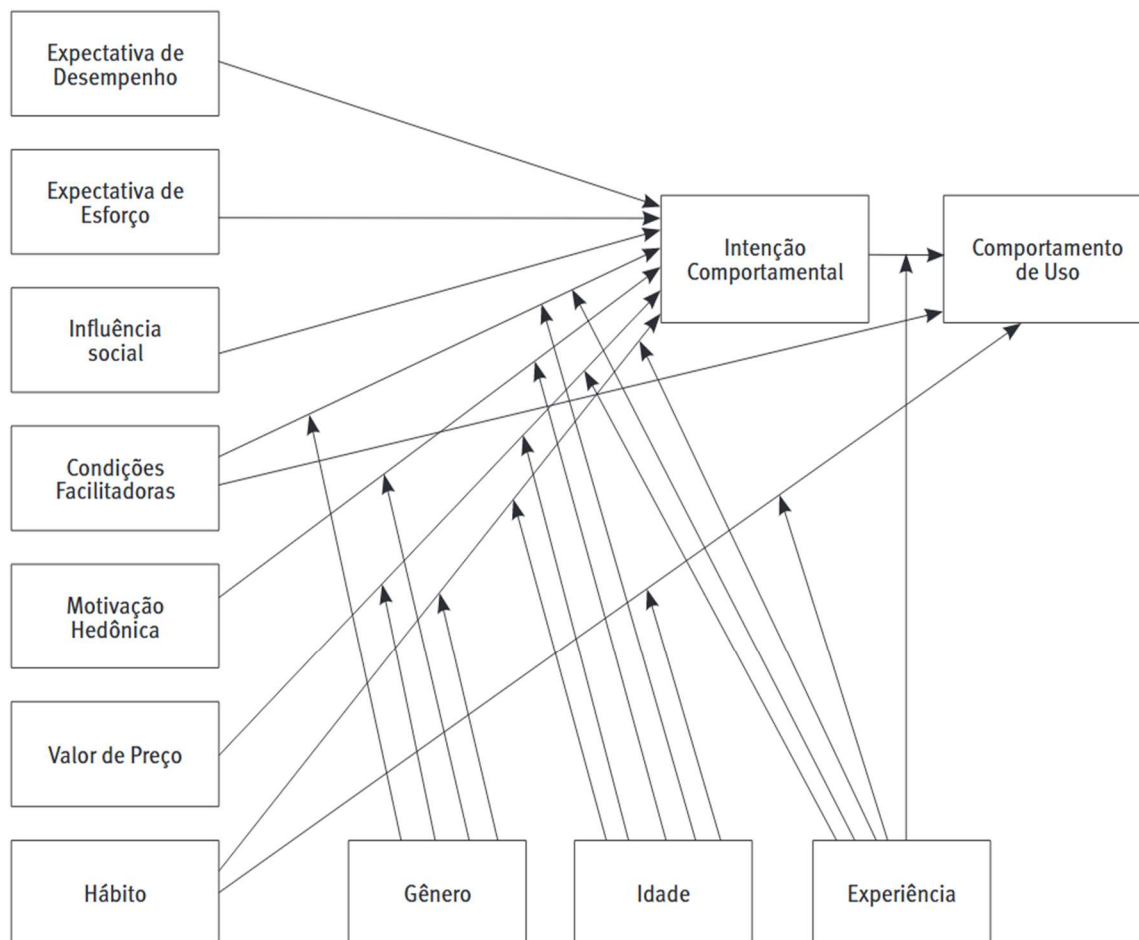 Expectativa de
Desempenho
Expectativa de
Esforço
Influência
social
Condições
Facilitadoras
Motivação
Hedônica
Valor de Preço
Hábito
Intenção
Comportamental
Comportamento
de Uso
Gênero
Idade
Experiência